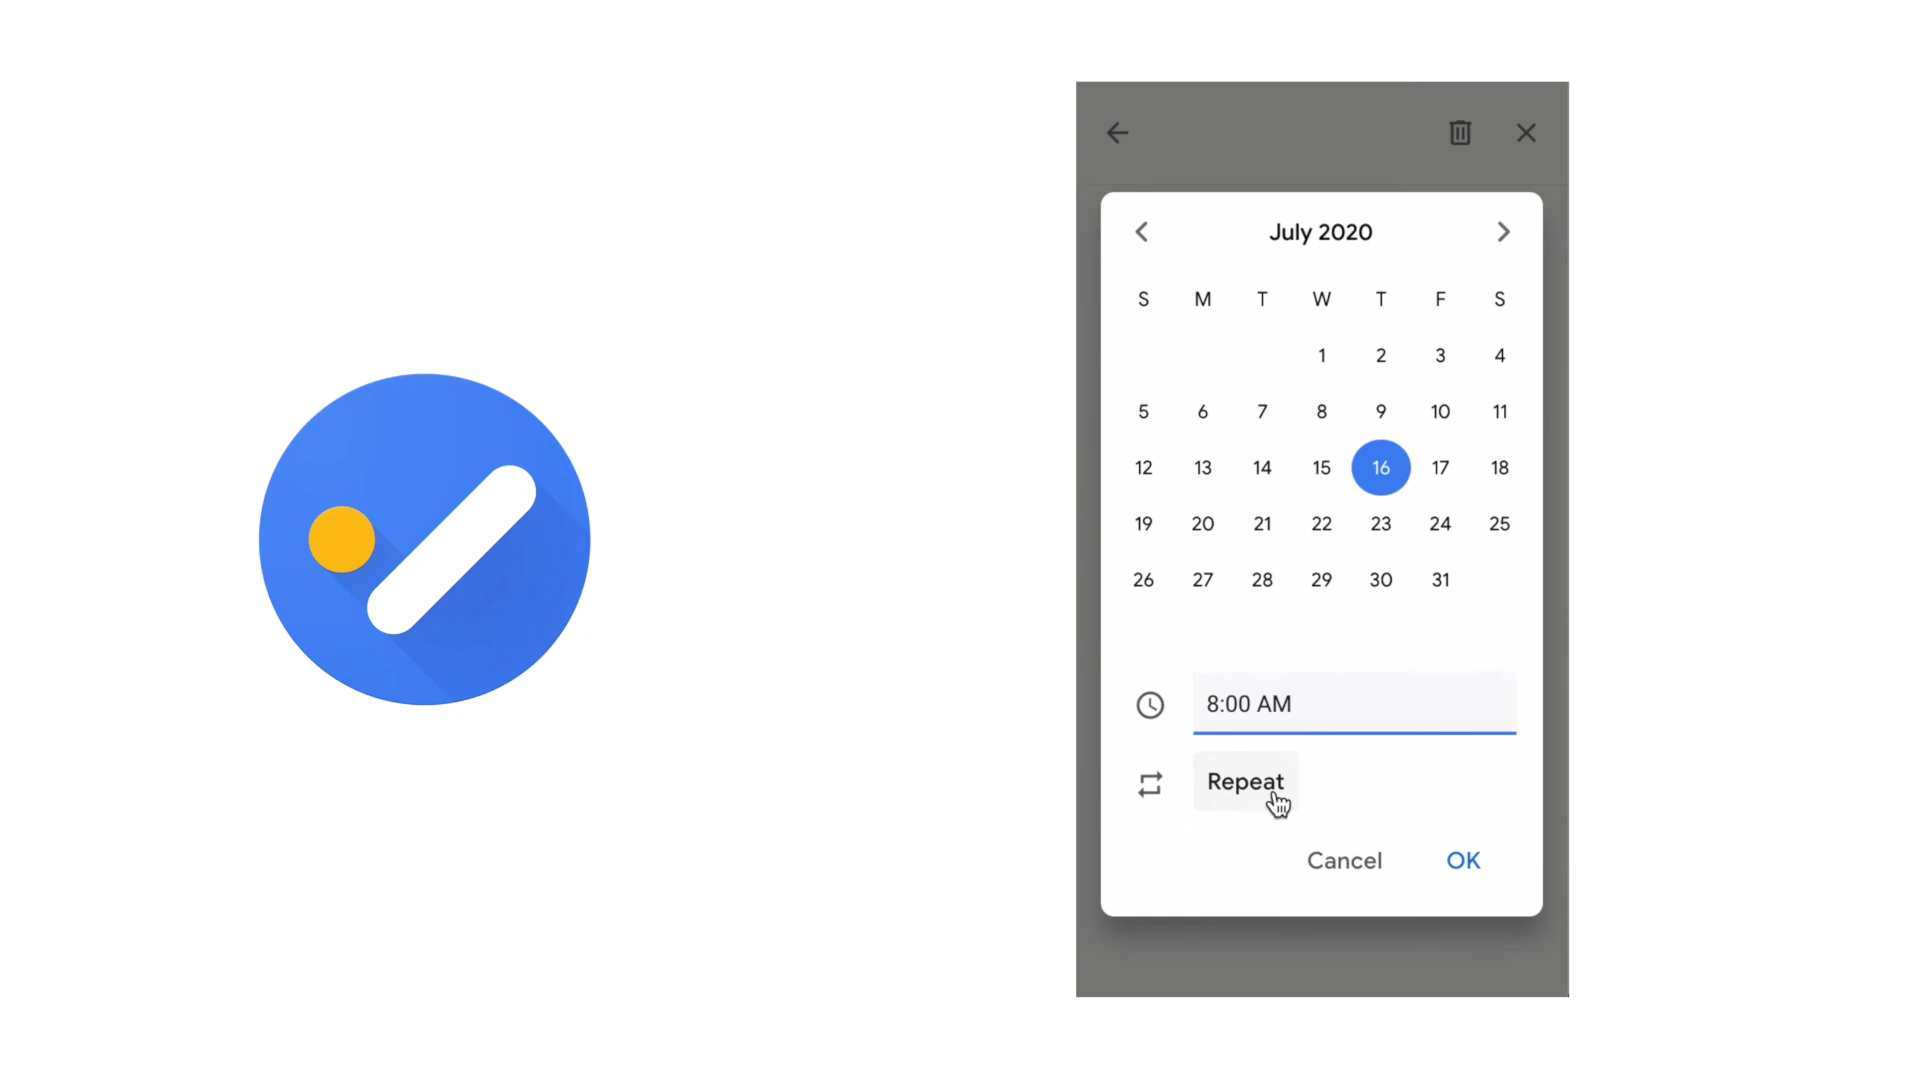 July 2020
S M T W T F S
1 2 3 4
5 6 7 8 9 10 11
12 13 14 15 16 17 18
19 20 21 22 23 24 25
26 27 28 29 30 31
8:00 AM
Repeat
Cancel OK